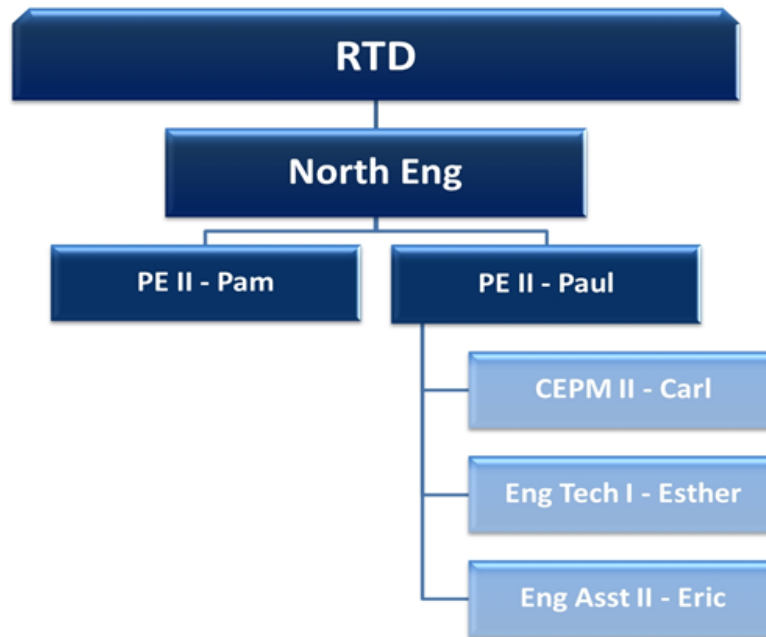 RTD
North Eng
PE II - Pam
PE II - Paul
CEPM II - Carl
Eng Tech I - Esther
Eng Asst II - Eric